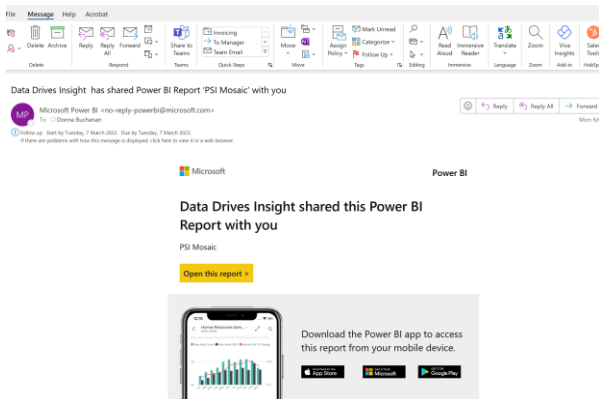 File Message Help Acrobat
Delete Archive
Reply Reply All Forward
Share to Teams
Invoicing
To Manager
Team Email
Move
Assign Policy
Mark Unread
Categorize
Follow Up
Read Aloud Immersive Reader
Translate
Zoom
Viva Insights
Sales Tools
Delete Respond Teams Quick Steps Move Tags Editing Immersive Language Zoom Add-in
Data Drives Insight has shared Power BI Report 'PSI Mosaic' with you
MP
Microsoft Power BI <no-reply-powerbi@microsoft.com>
To Donna Buchanan
Reply Reply All Forward
Follow up. Start by Tuesday, 7 March 2023. Due by Tuesday, 7 March 2023.
If there are problems with how this message is displayed, click here to view it in a web browser.
Microsoft Power BI
Data Drives Insight shared this Power BI
Report with you
PSI Mosaic
Open this report >
Download the Power BI app to access
this report from your mobile device.
App Store
Microsoft
Google Play